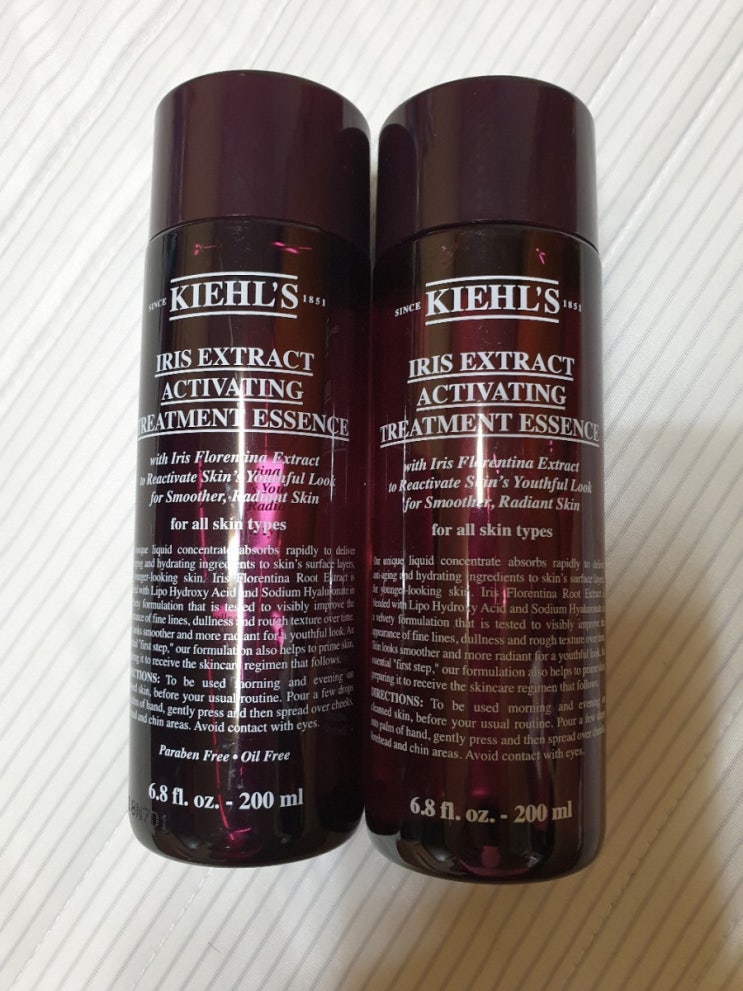 SINCE KIEHL'S 1851
IRIS EXTRACT
ACTIVATING
TREATMENT ESSENCE
with Iris Florentina Extract
to Reactivate Skin's Youthful Look
for Smoother, Radiant Skin
for all skin types
unique liquid concentrate absorbs rapidly to deliver
and hydrating ingredients to skin's surface layers
younger-looking skin. Iris Florentina Root Extract is
with Lipo Hydroxy Acid and Sodium Hyaluronate in
velvety formulation that is tested to visibly improve the
of fine lines, dullness and rough texture over time.
looks smoother and more radiant for a youthful look. An
"first step," our formulation also helps to prime skin,
it to receive the skincare regimen that follows.
DIRECTIONS: To be used morning and evening on
skin, before your usual routine. Pour a few drops
of hand, gently press and then spread over cheeks,
and chin areas. Avoid contact with eyes.
Paraben Free • Oil Free
6.8 fl. oz. - 200 ml
SINCE KIEHL'S 1851
IRIS EXTRACT
ACTIVATING
TREATMENT ESSENCE
with Iris Florentina Extract
to Reactivate Skin's Youthful Look
for Smoother, Radiant Skin
for all skin types
Our unique liquid concentrate absorbs rapidly to deliver
anti-aging and hydrating ingredients to skin's surface layers
for younger-looking skin. Iris Florentina Root Extract
blended with Lipo Hydroxy Acid and Sodium Hyaluronate in
a velvety formulation that is tested to visibly improve the
appearance of fine lines, dullness and rough texture over time.
Skin looks smoother and more radiant for a youthful look.
essential "first step," our formulation also helps to prime skin
preparing it to receive the skincare regimen that follows.
DIRECTIONS: To be used morning and evening on
cleansed skin, before your usual routine. Pour a few drops
into palm of hand, gently press and then spread over cheeks,
forehead and chin areas. Avoid contact with eyes.
6.8 fl. oz. - 200 ml